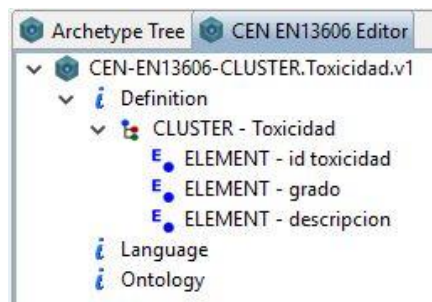 Archetype Tree CEN EN13606 Editor
CEN-EN13606-CLUSTER.Toxicidad.v1
Definition
CLUSTER - Toxicidad
ELEMENT - id toxicidad
ELEMENT - grado
ELEMENT - descripcion
Language
Ontology